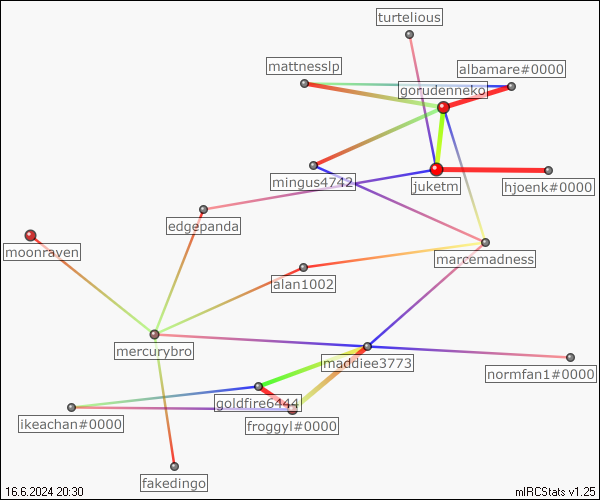 turtelious
mattnesslp
albamare#0000
gorudenneko
mingus4742
juketm
hjoenk#0000
edgepanda
moonraven
marcemadness
alan1002
mercurybro
maddiee3773
normfan1#0000
goldfire6444
ikeachan#0000
froggyl#0000
fakedingo
16.6.2024 20:30
mIRCStats v1.25